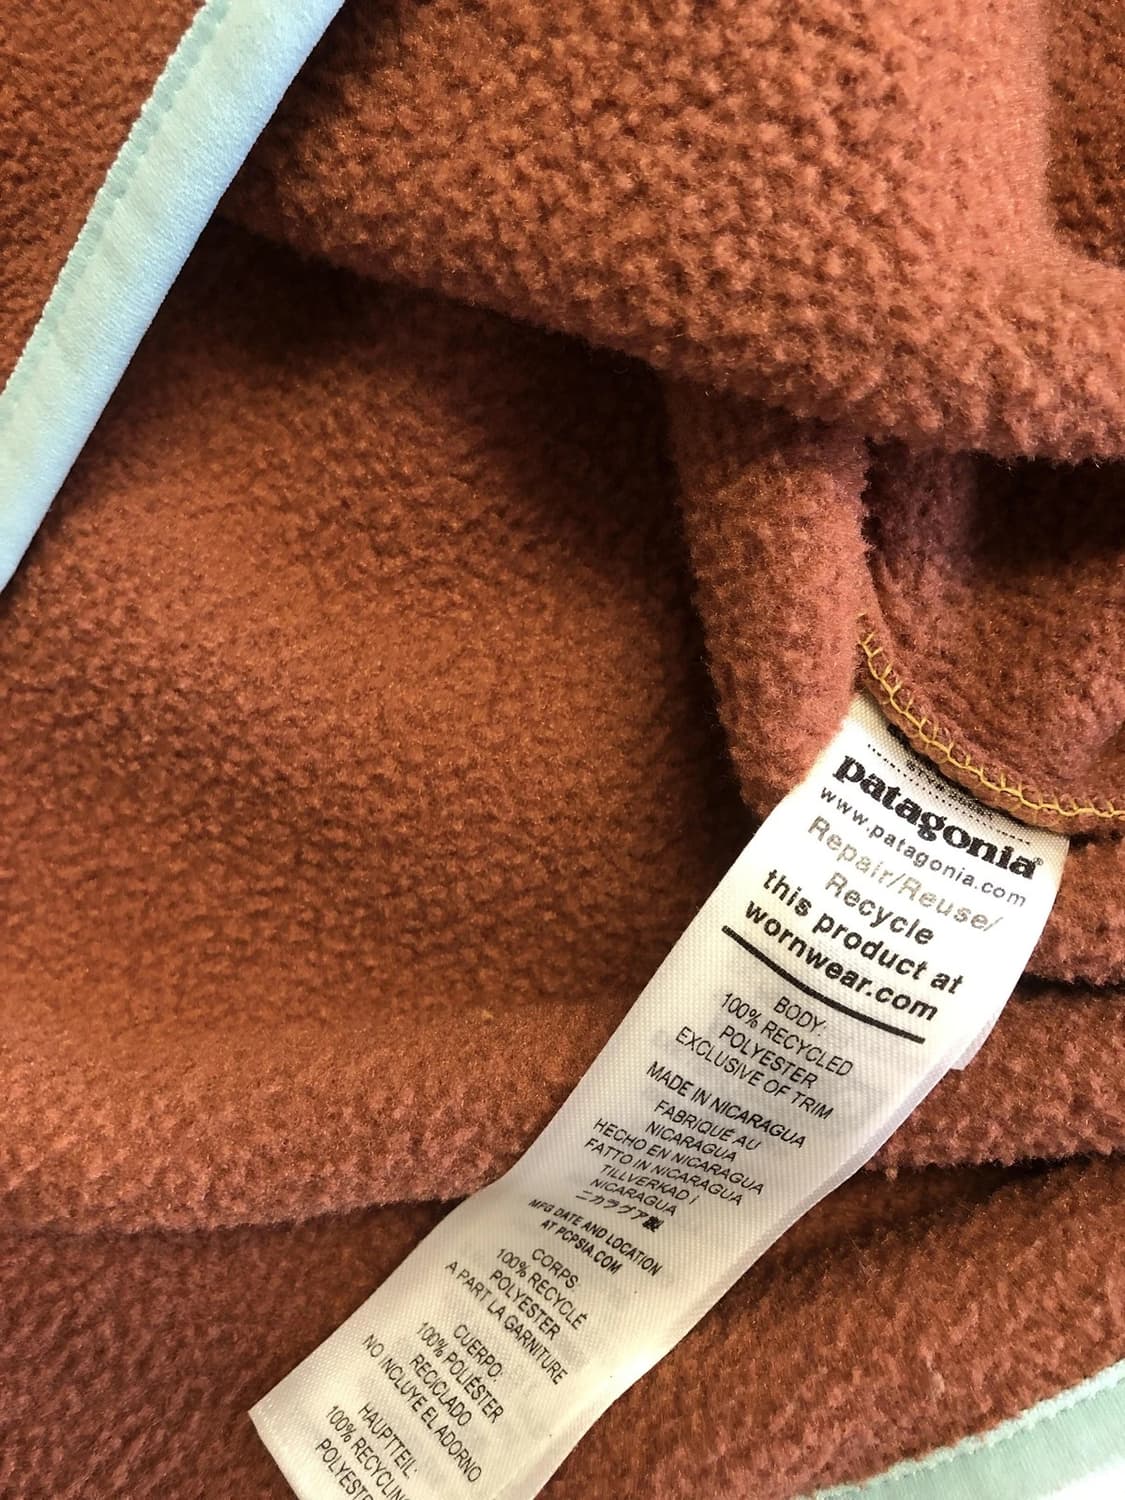 patagonia®
www.patagonia.com
Repair/Reuse/
Recycle
this product at
wornwear.com
BODY:
100% RECYCLED
POLYESTER
EXCLUSIVE OF TRIM
MADE IN NICARAGUA
FABRIQUÉ AU
NICARAGUA
HECHO EN NICARAGUA
FATTO IN NICARAGUA
TILLVERKAD I
NICARAGUA
ニカラグア製
MFG DATE AND LOCATION
AT PCPSIA.COM
CORPS:
100% RECYCLÉ
POLYESTER
A PART LA GARNITURE
CUERPO:
100% POLIÉSTER
RECICLADO
NO INCLUYE EL ADORNO
HAUPTTEIL:
100% RECYCLING
POLYEST